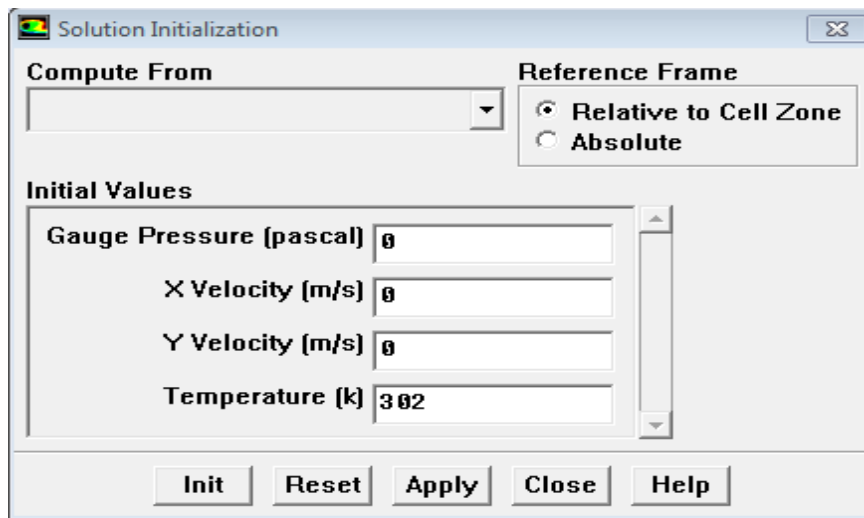 Solution Initialization
Compute From
Reference Frame
Relative to Cell Zone
Absolute
Initial Values
Gauge Pressure (pascal) 0
X Velocity (m/s) 0
Y Velocity (m/s) 0
Temperature (k) 302
Init Reset Apply Close Help